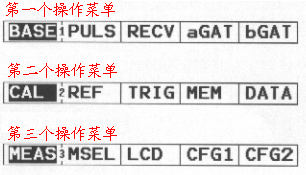 第一个操作菜单
BASE 1 PULS RECV aGAT bGAT
第二个操作菜单
CAL 2 REF TRIG MEM DATA
第三个操作菜单
MEAS 3 MSEL LCD CFG1 CFG2